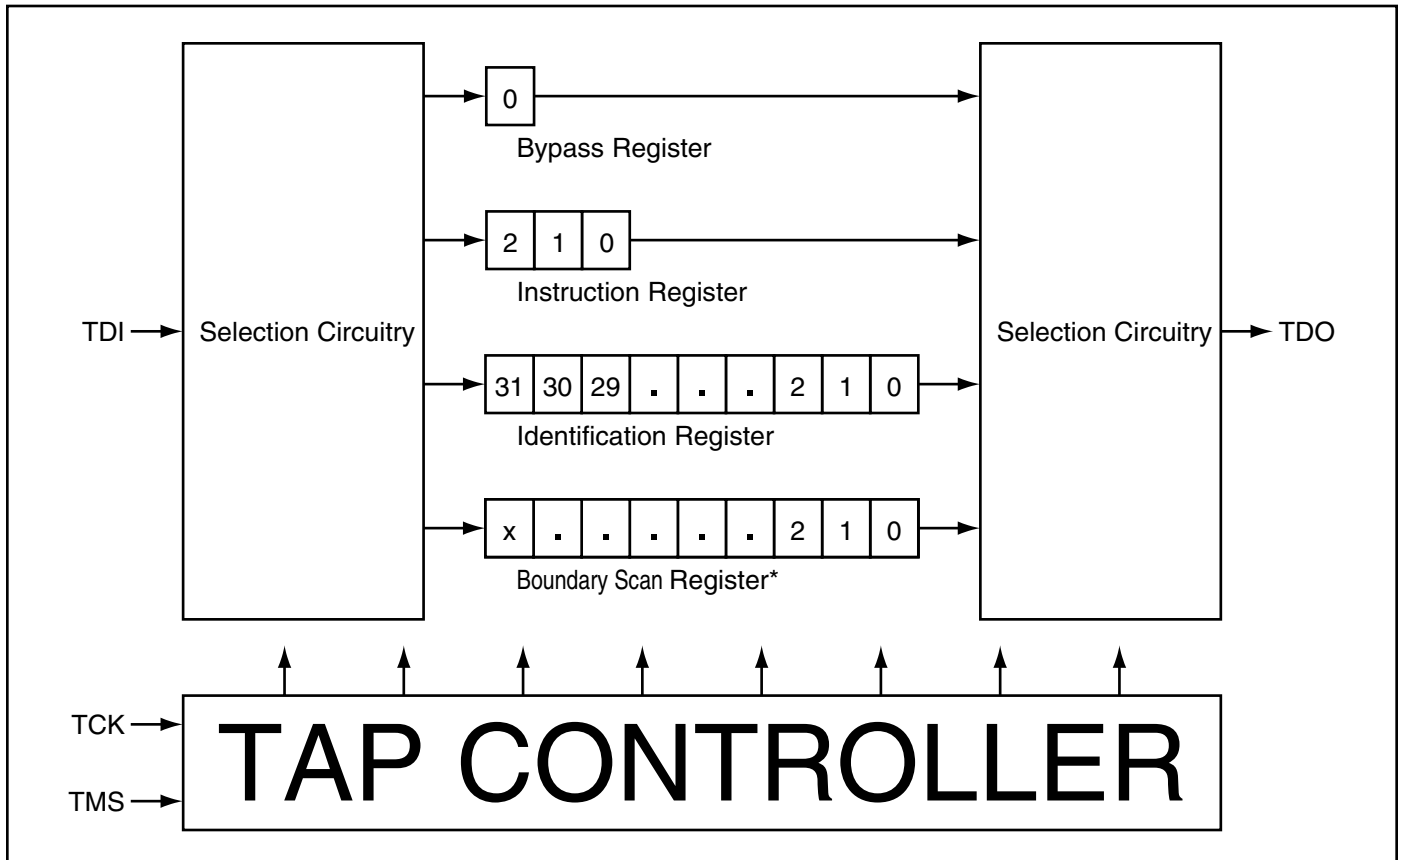 0
Bypass Register
2 1 0
Instruction Register
TDI
Selection Circuitry
Selection Circuitry
TDO
31 30 29 . . . 2 1 0
Identification Register
x . . . . . 2 1 0
Boundary Scan Register*
TCK
TMS
TAP CONTROLLER